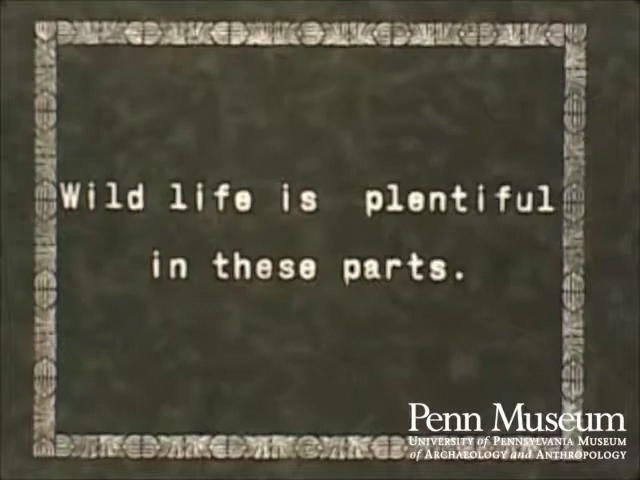 Wild life is plentiful
in these parts.
Penn Museum
UNIVERSITY of PENNSYLVANIA MUSEUM
of ARCHAEOLOGY and ANTHROPOLOGY